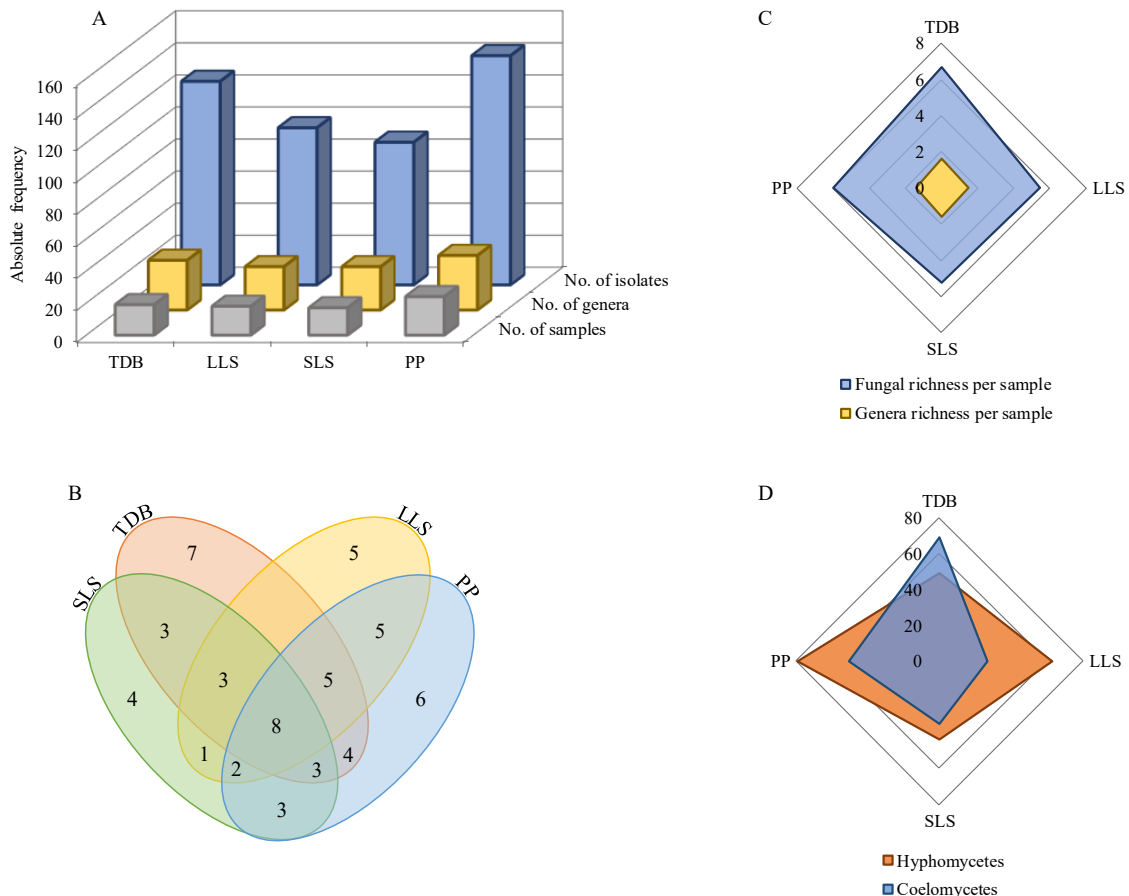 A
Absolute frequency
160
140
120
100
80
60
40
20
0
TDB
LLS
SLS
PP
No. of isolates
No. of genera
No. of samples
C
TDB
8
6
4
2
0
PP
LLS
SLS
Fungal richness per sample
Genera richness per sample
B
TDB
LLS
SLS
PP
7
5
3
5
4
3
5
6
8
1
2
3
4
3
D
TDB
80
60
40
20
0
PP
LLS
SLS
Hyphomycetes
Coelomycetes